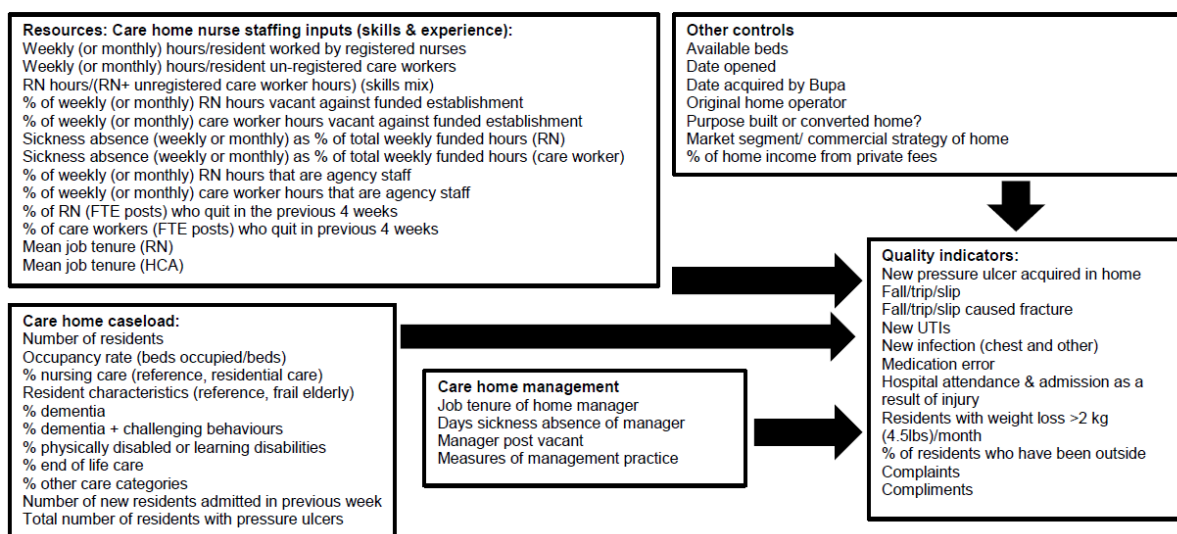 Resources: Care home nurse staffing inputs (skills & experience):
Weekly (or monthly) hours/resident worked by registered nurses
Weekly (or monthly) hours/resident un-registered care workers
RN hours/(RN+ unregistered care worker hours) (skills mix)
% of weekly (or monthly) RN hours vacant against funded establishment
% of weekly (or monthly) care worker hours vacant against funded establishment
Sickness absence (weekly or monthly) as % of total weekly funded hours (RN)
Sickness absence (weekly or monthly) as % of total weekly funded hours (care worker)
% of weekly (or monthly) RN hours that are agency staff
% of weekly (or monthly) care worker hours that are agency staff
% of RN (FTE posts) who quit in the previous 4 weeks
% of care workers (FTE posts) who quit in previous 4 weeks
Mean job tenure (RN)
Mean job tenure (HCA)
Other controls
Available beds
Date opened
Date acquired by Bupa
Original home operator
Purpose built or converted home?
Market segment/ commercial strategy of home
% of home income from private fees
Care home caseload:
Number of residents
Occupancy rate (beds occupied/beds)
% nursing care (reference, residential care)
Resident characteristics (reference, frail elderly)
% dementia
% dementia + challenging behaviours
% physically disabled or learning disabilities
% end of life care
% other care categories
Number of new residents admitted in previous week
Total number of residents with pressure ulcers
Care home management
Job tenure of home manager
Days sickness absence of manager
Manager post vacant
Measures of management practice
Quality indicators:
New pressure ulcer acquired in home
Fall/trip/slip
Fall/trip/slip caused fracture
New UTIs
New infection (chest and other)
Medication error
Hospital attendance & admission as a
result of injury
Residents with weight loss >2 kg
(4.5lbs)/month
% of residents who have been outside
Complaints
Compliments